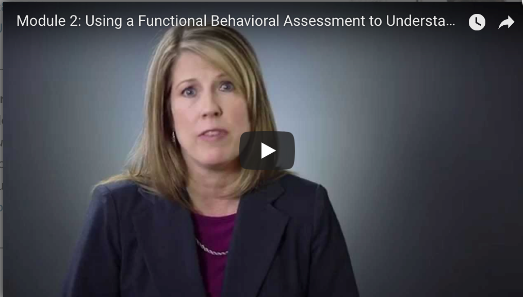 Module 2: Using a Functional Behavioral Assessment to Understa...